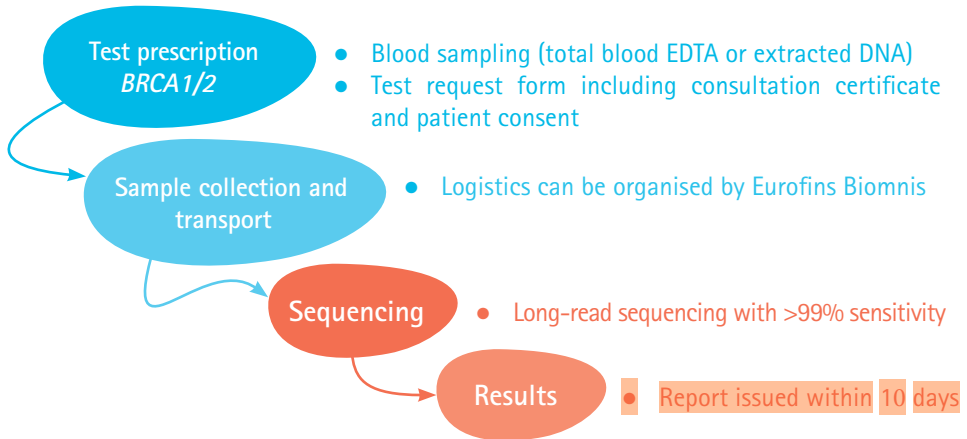 Test prescription
BRCA1/2
● Blood sampling (total blood EDTA or extracted DNA)
● Test request form including consultation certificate
and patient consent
Sample collection and
transport
● Logistics can be organised by Eurofins Biomnis
Sequencing
● Long-read sequencing with >99% sensitivity
Results
● Report issued within 10 days